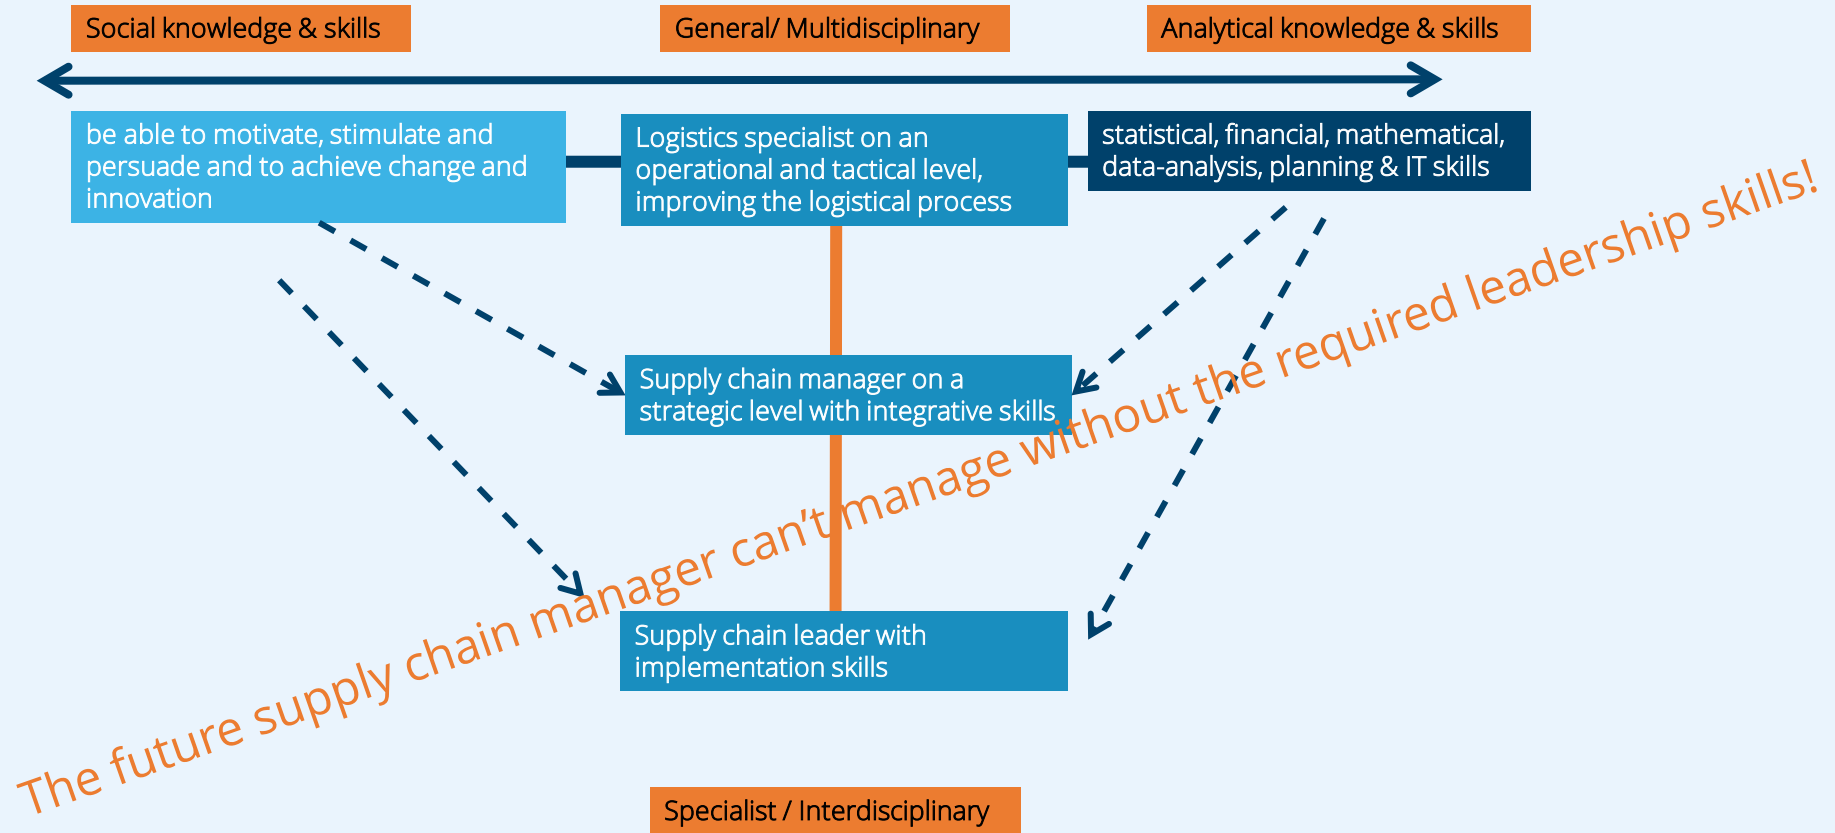 Social knowledge & skills
General/ Multidisciplinary
Analytical knowledge & skills
be able to motivate, stimulate and
persuade and to achieve change and
innovation
Logistics specialist on an
operational and tactical level,
improving the logistical process
statistical, financial, mathematical,
data-analysis, planning & IT skills
Supply chain manager on a
strategic level with integrative skills
The future supply chain manager can’t manage without the required leadership skills!
Supply chain leader with
implementation skills
Specialist / Interdisciplinary